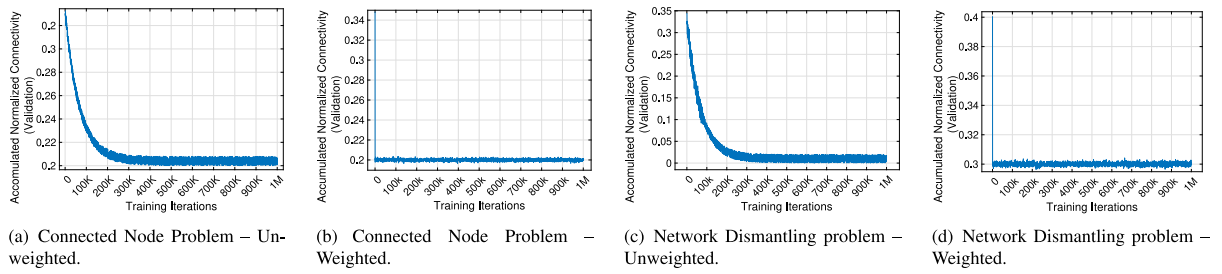 Accumulated Normalized Connectivity
(Validation)
0.2
0.3
0.28
0.26
0.24
0.22
0.2
0
100k
200k
300k
400k
500k
600k
700k
800k
900k
1M
Training Iterations
(a) Connected Node Problem – Un-
weighted.
Accumulated Normalized Connectivity
(Validation)
0.34
0.32
0.3
0.28
0.26
0.24
0.22
0.2
0
100k
200k
300k
400k
500k
600k
700k
800k
900k
1M
Training Iterations
(b) Connected Node Problem –
Weighted.
Accumulated Normalized Connectivity
(Validation)
0.35
0.3
0.25
0.2
0.15
0.1
0.05
0
0
100k
200k
300k
400k
500k
600k
700k
800k
900k
1M
Training Iterations
(c) Network Dismantling problem –
Unweighted.
Accumulated Normalized Connectivity
(Validation)
0.4
0.38
0.36
0.34
0.32
0.3
0
100k
200k
300k
400k
500k
600k
700k
800k
900k
1M
Training Iterations
(d) Network Dismantling problem –
Weighted.